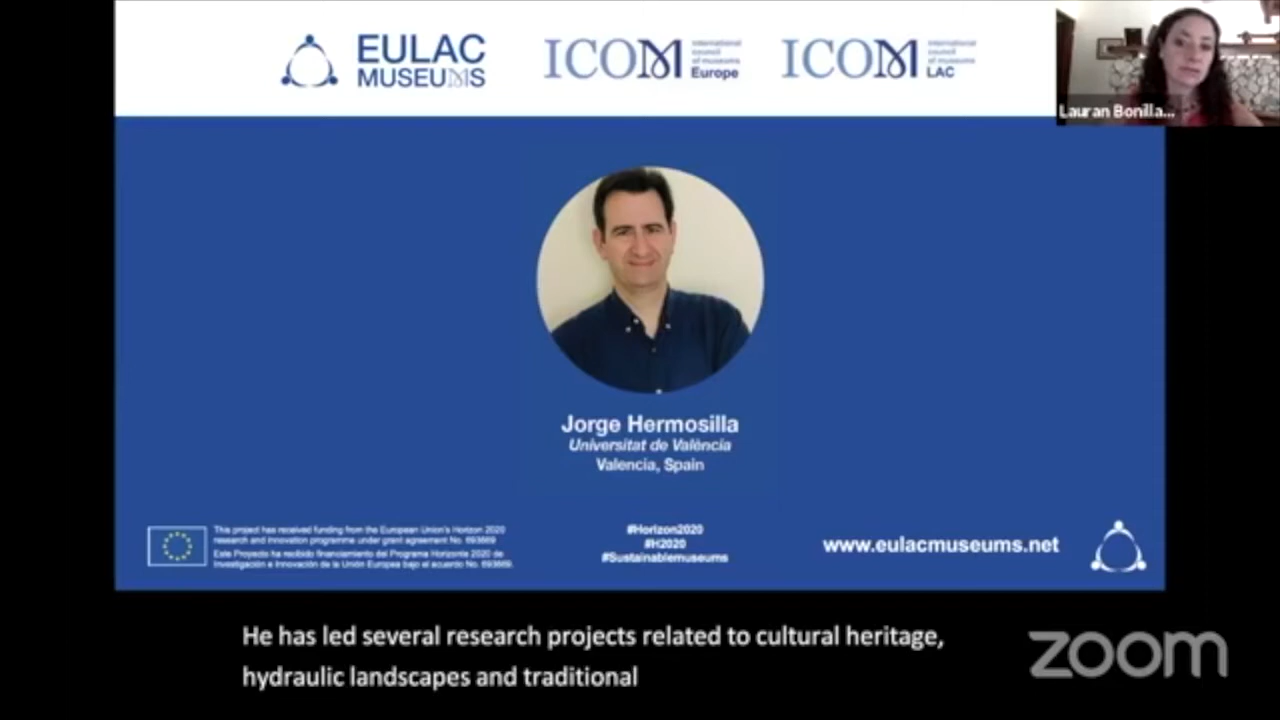 EULAC
MUSEUMS
ICOM
international
council
of museums
Europe
ICOM
international
council
of museums
LAC
Lauran Bonilla...
Jorge Hermosilla
Universitat de València
Valencia, Spain
This project has received funding from the European Union's Horizon 2020
research and innovation programme under grant agreement No. 693669
Este Proyecto ha recibido financiamiento del Programa Horizonte 2020 de
Investigación e Innovación de la Unión Europea bajo el acuerdo No. 693669.
#Horizon2020
#H2020
#Sustainablemuseums
www.eulacmuseums.net
He has led several research projects related to cultural heritage,
hydraulic landscapes and traditional
zoom